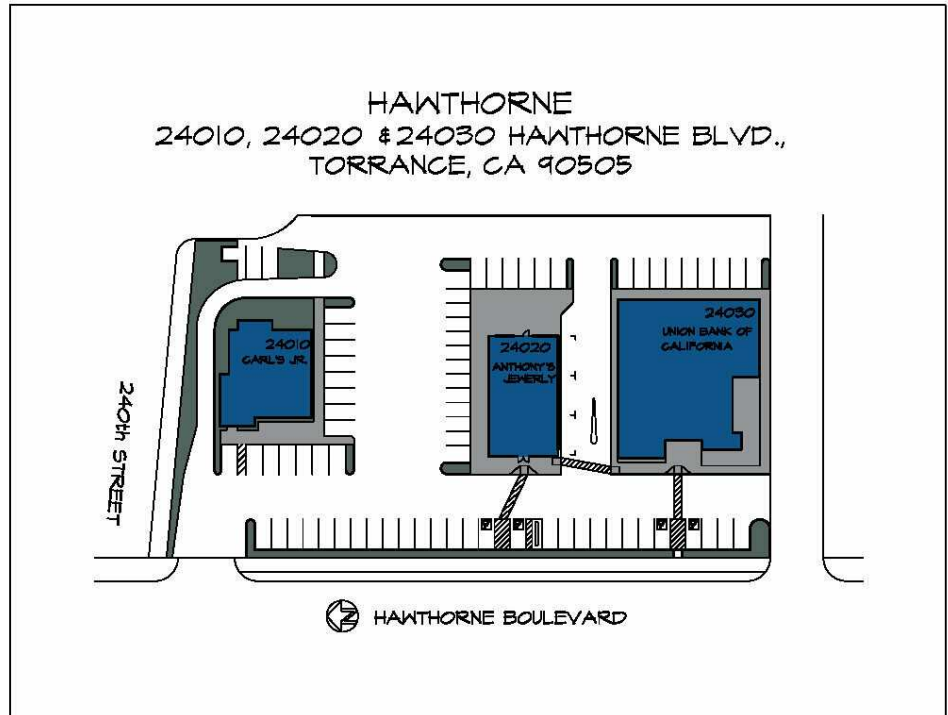 HAWTHORNE
24010, 24020 & 24030 HAWTHORNE BLVD.,
TORRANCE, CA 90505
24010
CARL'S JR.
24020
ANTHONY'S
JEWERLY
24030
UNION BANK OF
CALIFORNIA
240th STREET
N
HAWTHORNE BOULEVARD